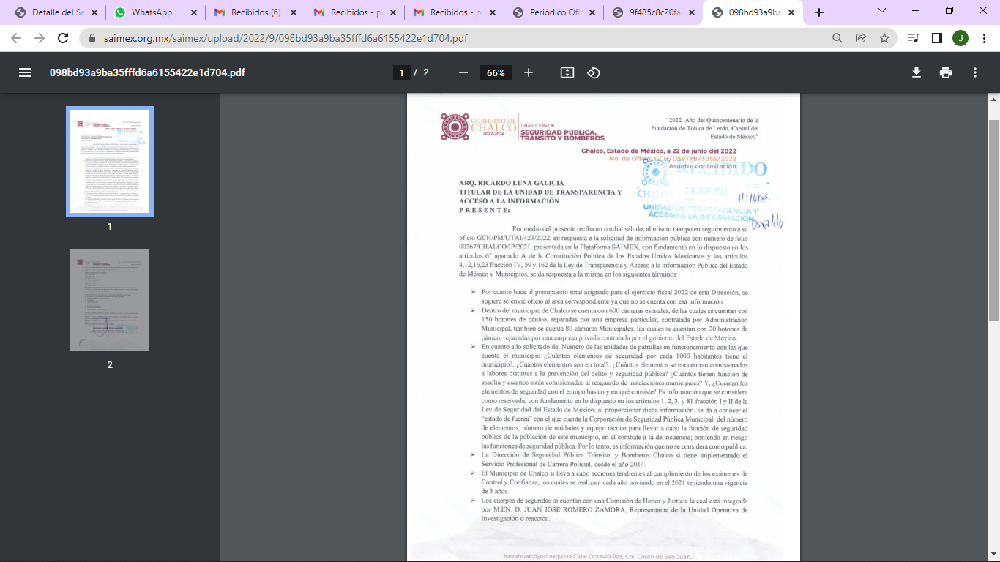 Detalle del Se
WhatsApp
Recibidos (6)
Recibidos - p
Recibidos - p
Periódico Ofic
9f485c8c20fa
098bd93a9ba
saimex.org.mx/saimex/upload/2022/9/098bd93a9ba35fffd6a6155422e1d704.pdf
J
098bd93a9ba35fffd6a6155422e1d704.pdf
1 / 2
66%
1
2
GOBIERNO DE
CHALCO
2022-2024
DIRECCIÓN DE
SEGURIDAD PÚBLICA,
TRÁNSITO Y BOMBEROS
"2022. Año del Quincentenario de la
Fundación de Toluca de Lerdo, Capital del
Estado de México"
Chalco, Estado de México, a 22 de junio del 2022
No. de Oficio: GCH/DSPTYB/3053/2022
Asunto: contestación
RECIBIDO
CHALCO
28 JUN 2022
11:10hrs.
UNIDAD DE TRANSPARENCIA Y
ACCESO A LA INFORMACIÓN
Osvaldo
ARQ. RICARDO LUNA GALICIA
TITULAR DE LA UNIDAD DE TRANSPARENCIA Y
ACCESO A LA INFORMACIÓN
P R E S E N T E:
Por medio del presente reciba un cordial saludo, al mismo tiempo en seguimiento a su
oficio GCH/PM/UTAI/423/2022, en respuesta a la solicitud de información pública con número de folio
00367/CHALCO/IP/2021, presentada en la Plataforma SAIMEX, con fundamento en lo dispuesto en los
artículos 6° apartado A de la Constitución Política de los Estados Unidos Mexicanos y los artículos
4,12,16,23 fracción IV, 59 y 162 de la Ley de Transparencia y Acceso a la información Pública del Estado
de México y Municipios, se da respuesta a la misma en los siguientes términos:
➢ Por cuanto hace al presupuesto total asignado para el ejercicio fiscal 2022 de esta Dirección, se
sugiere se envié oficio al área correspondiente ya que no se cuenta con esa información.
➢ Dentro del municipio de Chalco se cuenta con 600 cámaras estatales, de las cuales se cuentan con
150 botones de pánico, reparadas por una empresa particular, contratada por Administración
Municipal, también se cuenta 80 cámaras Municipales, las cuales se cuentan con 20 botones de
pánico, reparadas por una empresa privada contratada por el gobierno del Estado de México.
➢ En cuanto a lo solicitado del Numero de las unidades de patrullas en funcionamiento con las que
cuenta el municipio ¿Cuántos elementos de seguridad por cada 1000 habitantes tiene el
municipio?, ¿Cuántos elementos son en total?, ¿Cuántos elementos se encuentran comisionados
a labores distintas a la prevención del delito y seguridad pública? ¿Cuántos tienen función de
escolta y cuantos están comisionados al resguardo de instalaciones municipales? Y, ¿Cuentan los
elementos de seguridad con el equipo básico y en qué consiste? Es información que se considera
como reservada, con fundamento en lo dispuesto en los artículos 1, 2, 3, y 81 fracción I y II de la
Ley de Seguridad del Estado de México; al proporcionar dicha información, se da a conocer el
"estado de fuerza" con el que cuenta la Corporación de Seguridad Pública Municipal, del número
de elementos, número de unidades y equipo táctico para llevar a cabo la función de seguridad
pública de la población de este municipio, en al combate a la delincuencia; poniendo en riesgo
las funciones de seguridad pública. Por lo tanto, es información que no se considera como pública.
➢ La Dirección de Seguridad Pública Tránsito, y Bomberos Chalco si tiene implementado el
Servicio Profesional de Carrera Policial, desde el año 2014.
➢ El Municipio de Chalco si lleva a cabo acciones tendientes al cumplimiento de los exámenes de
Control y Confianza, los cuales se realizan cada año iniciando en el 2021 teniendo una vigencia
de 3 años.
➢ Los cuerpos de seguridad si cuentan con una Comisión de Honor y Justicia la cual está integrada
por M.EN. D. JUAN JOSE ROMERO ZAMORA, Representante de la Unidad Operativa de
Investigación o reacción.
Nezahualcóyotl esquina Calle Octavio Paz, Col. Casco de San Juan,